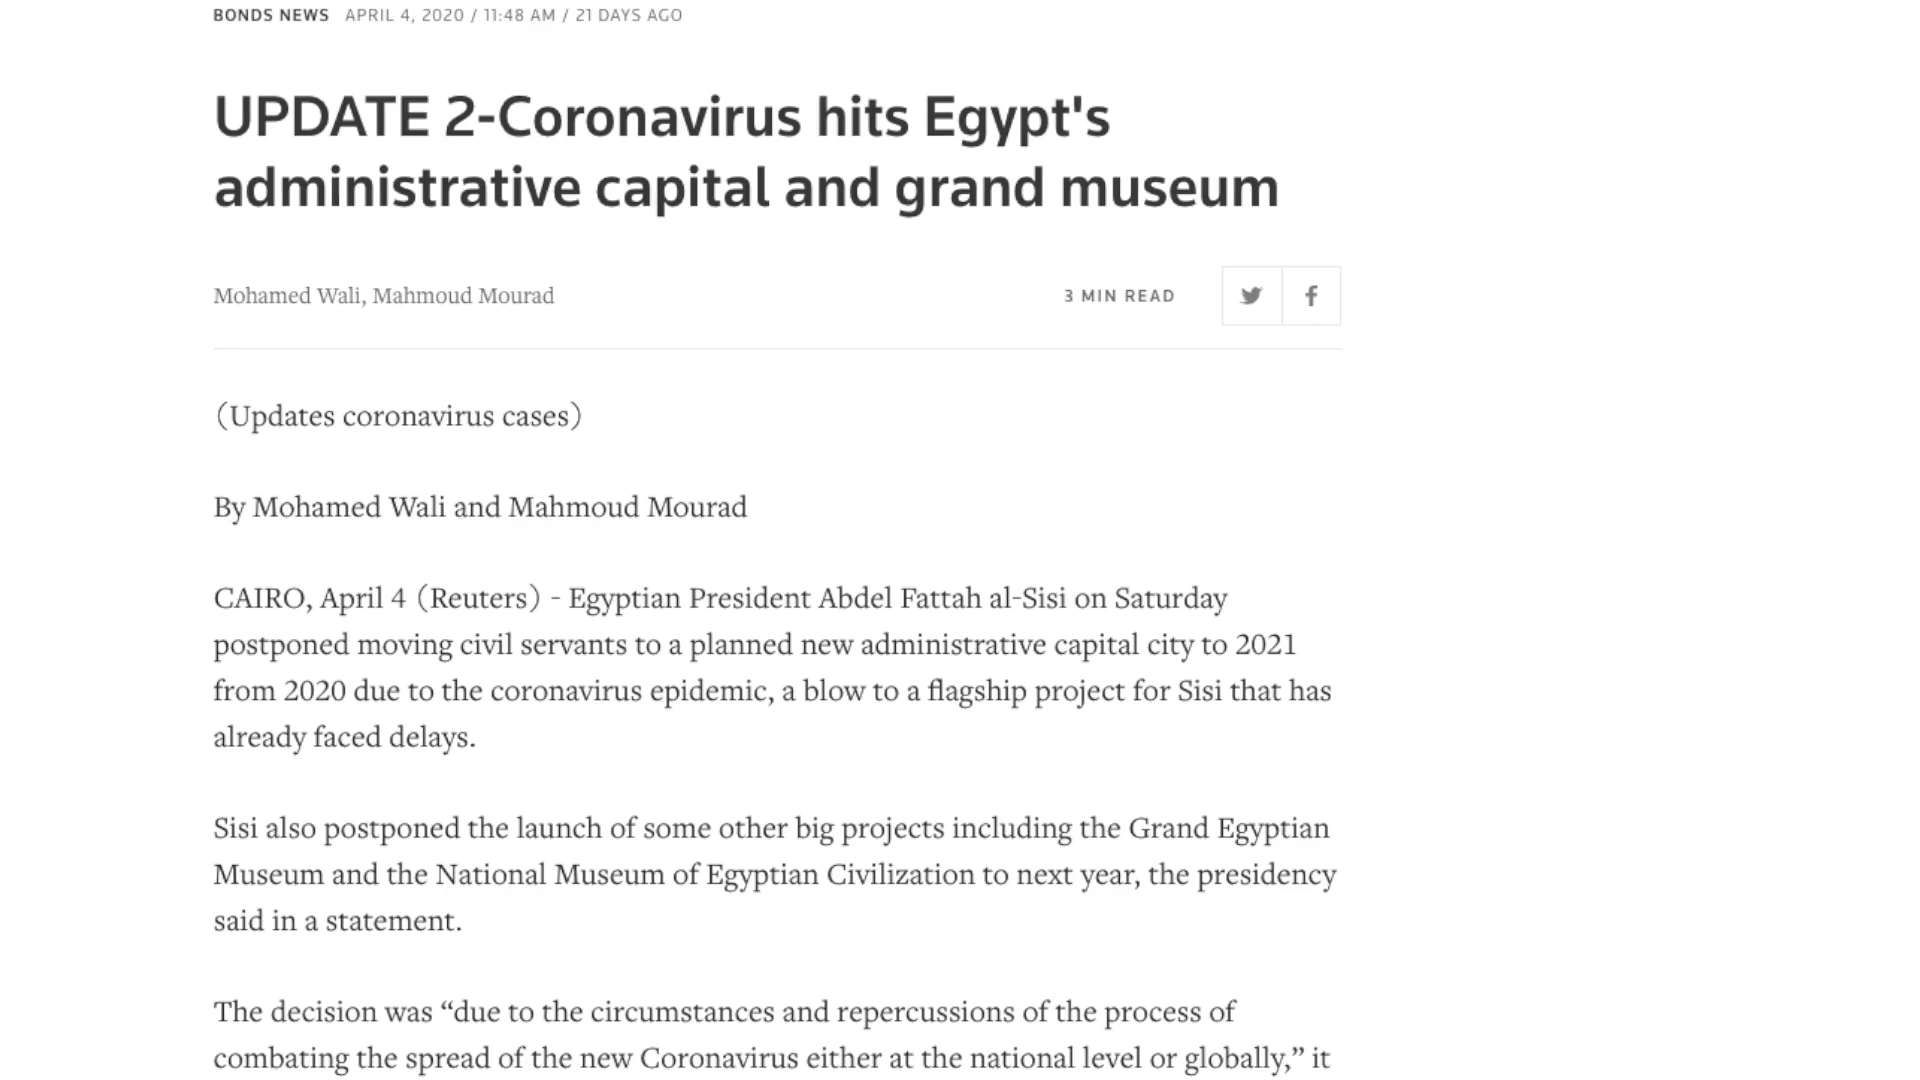 BONDS NEWS APRIL 4, 2020 / 11:48 AM / 21 DAYS AGO
UPDATE 2-Coronavirus hits Egypt's
administrative capital and grand museum
Mohamed Wali, Mahmoud Mourad 3 MIN READ
(Updates coronavirus cases)
By Mohamed Wali and Mahmoud Mourad
CAIRO, April 4 (Reuters) - Egyptian President Abdel Fattah al-Sisi on Saturday
postponed moving civil servants to a planned new administrative capital city to 2021
from 2020 due to the coronavirus epidemic, a blow to a flagship project for Sisi that has
already faced delays.
Sisi also postponed the launch of some other big projects including the Grand Egyptian
Museum and the National Museum of Egyptian Civilization to next year, the presidency
said in a statement.
The decision was “due to the circumstances and repercussions of the process of
combating the spread of the new Coronavirus either at the national level or globally,” it